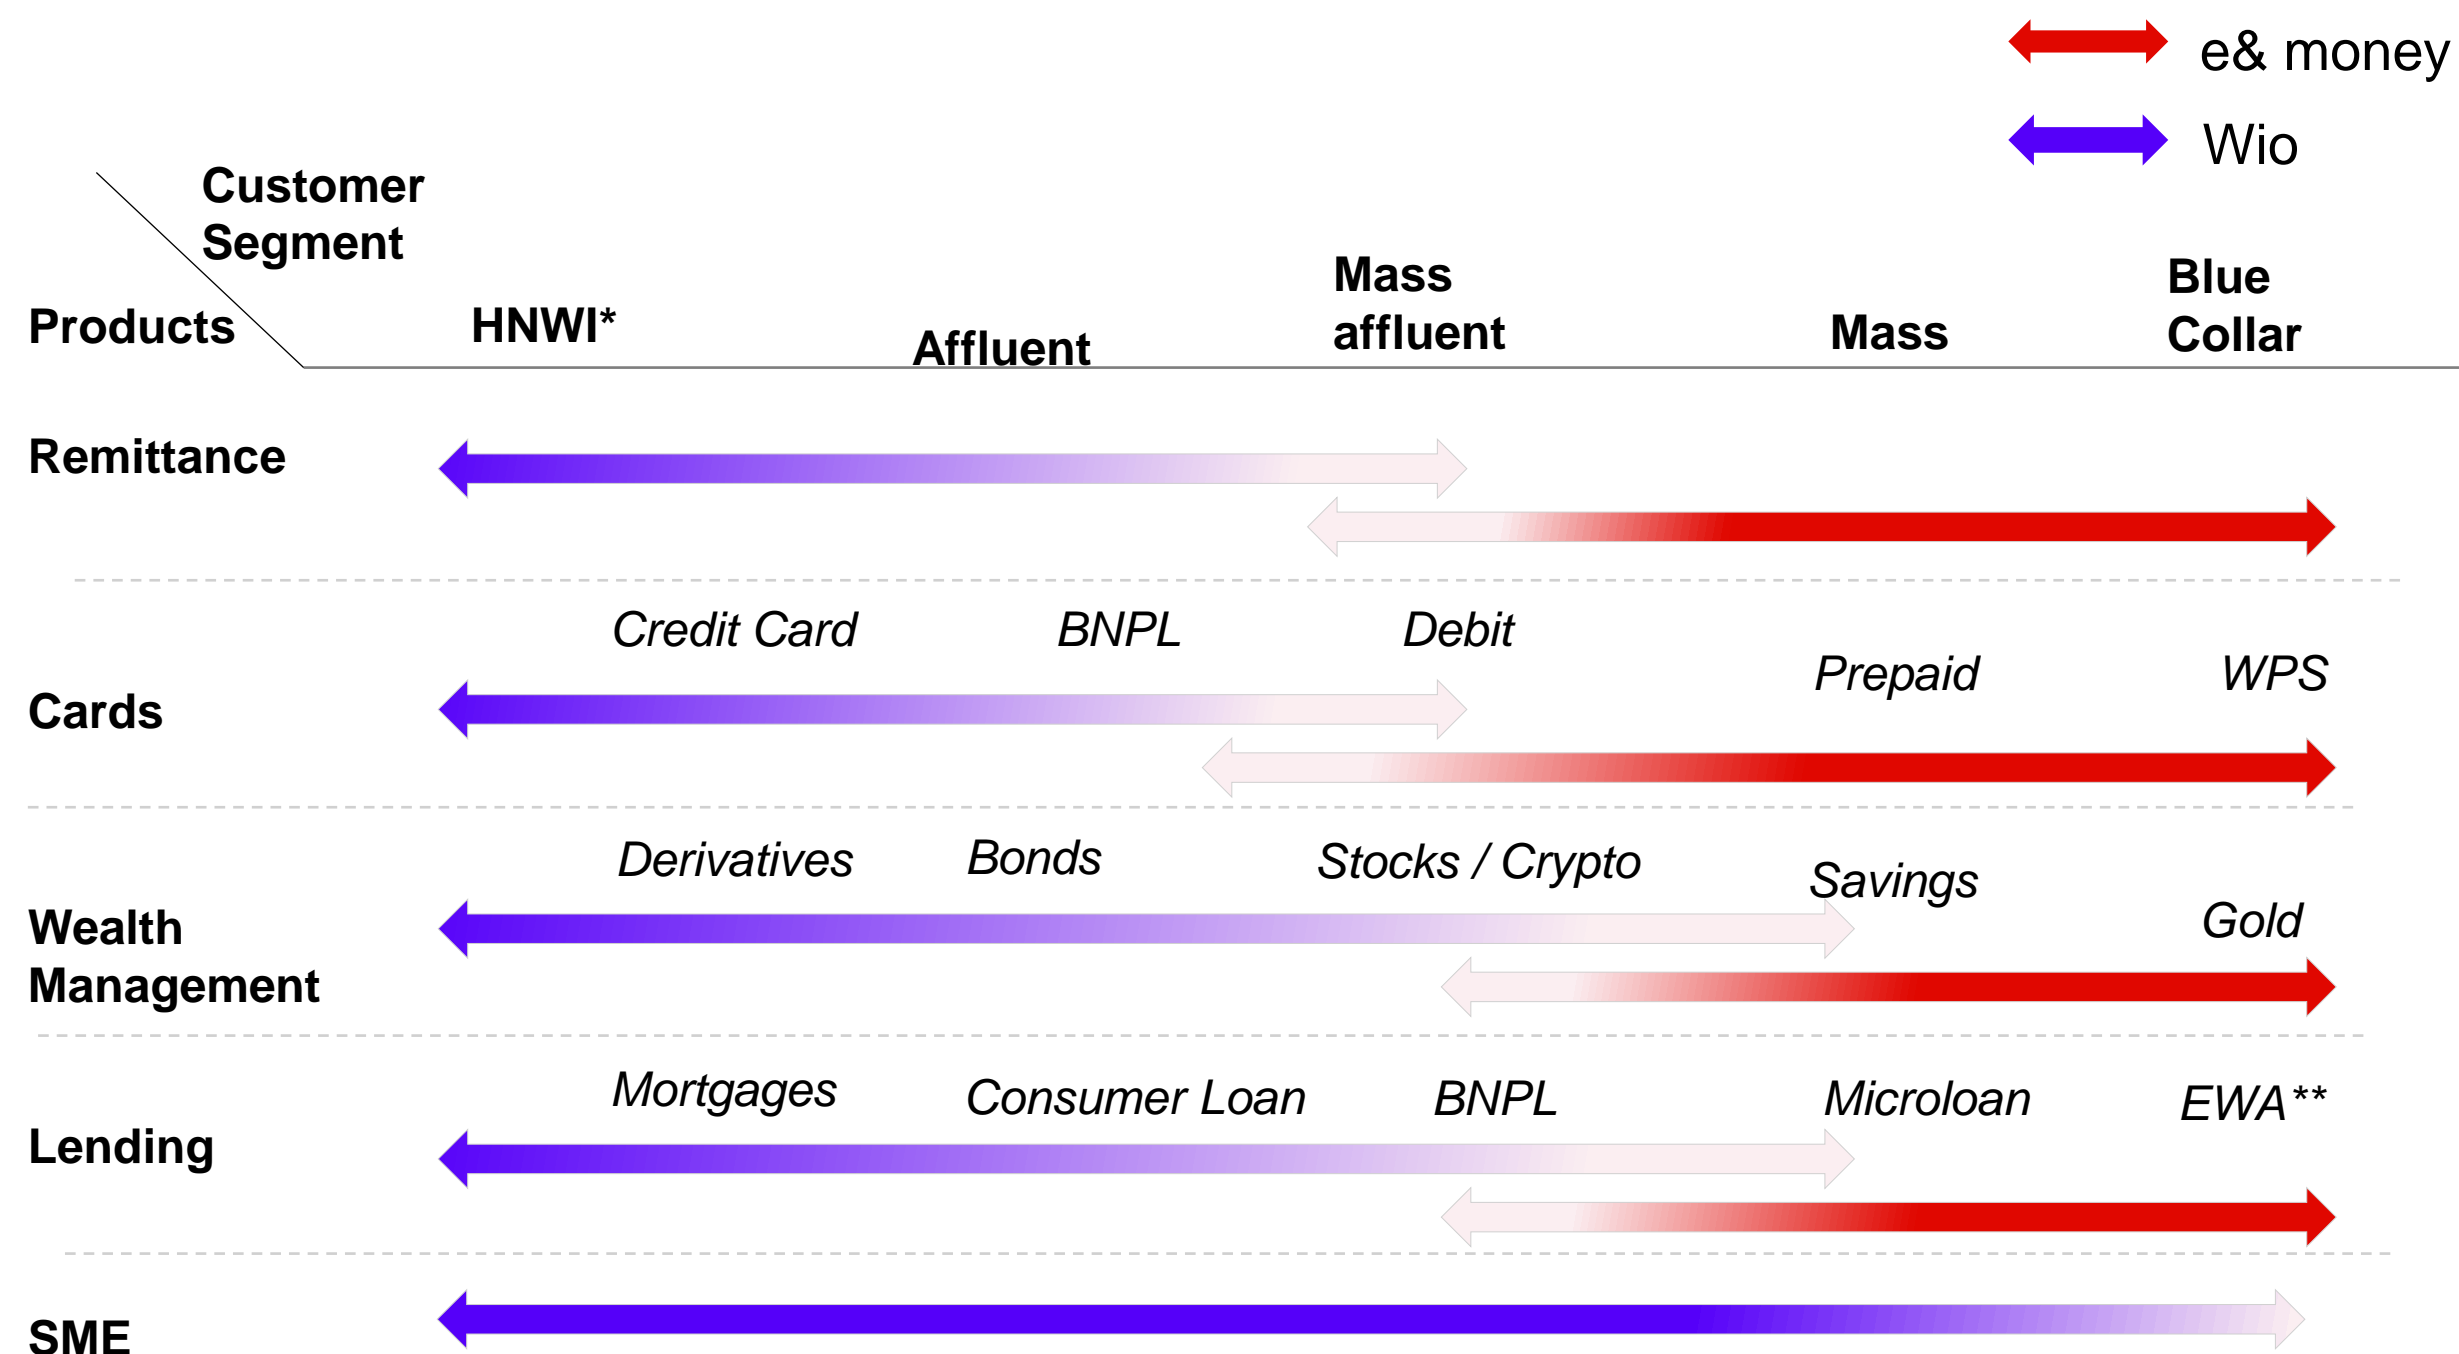 e& money
Wio
Customer
Segment
Products
HNWI*
Affluent
Mass
affluent
Mass
Blue
Collar
Remittance
Credit Card
BNPL
Debit
Prepaid
WPS
Cards
Derivatives
Bonds
Stocks / Crypto
Savings
Gold
Wealth
Management
Mortgages
Consumer Loan
BNPL
Microloan
EWA**
Lending
SME